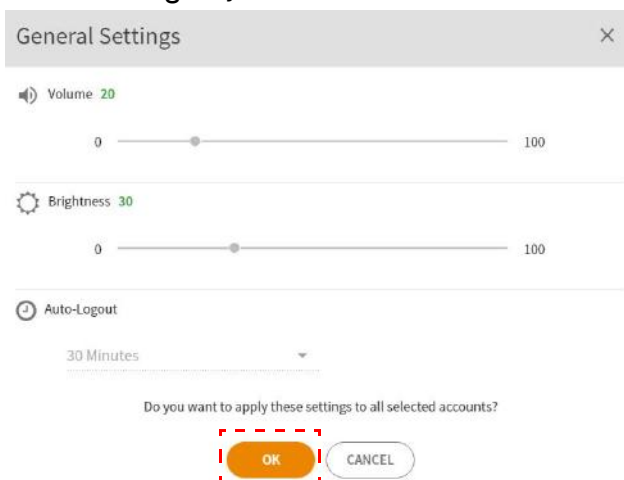 General Settings
Volume 20
0 100
Brightness 30
0 100
Auto-Logout
30 Minutes
Do you want to apply these settings to all selected accounts?
OK CANCEL